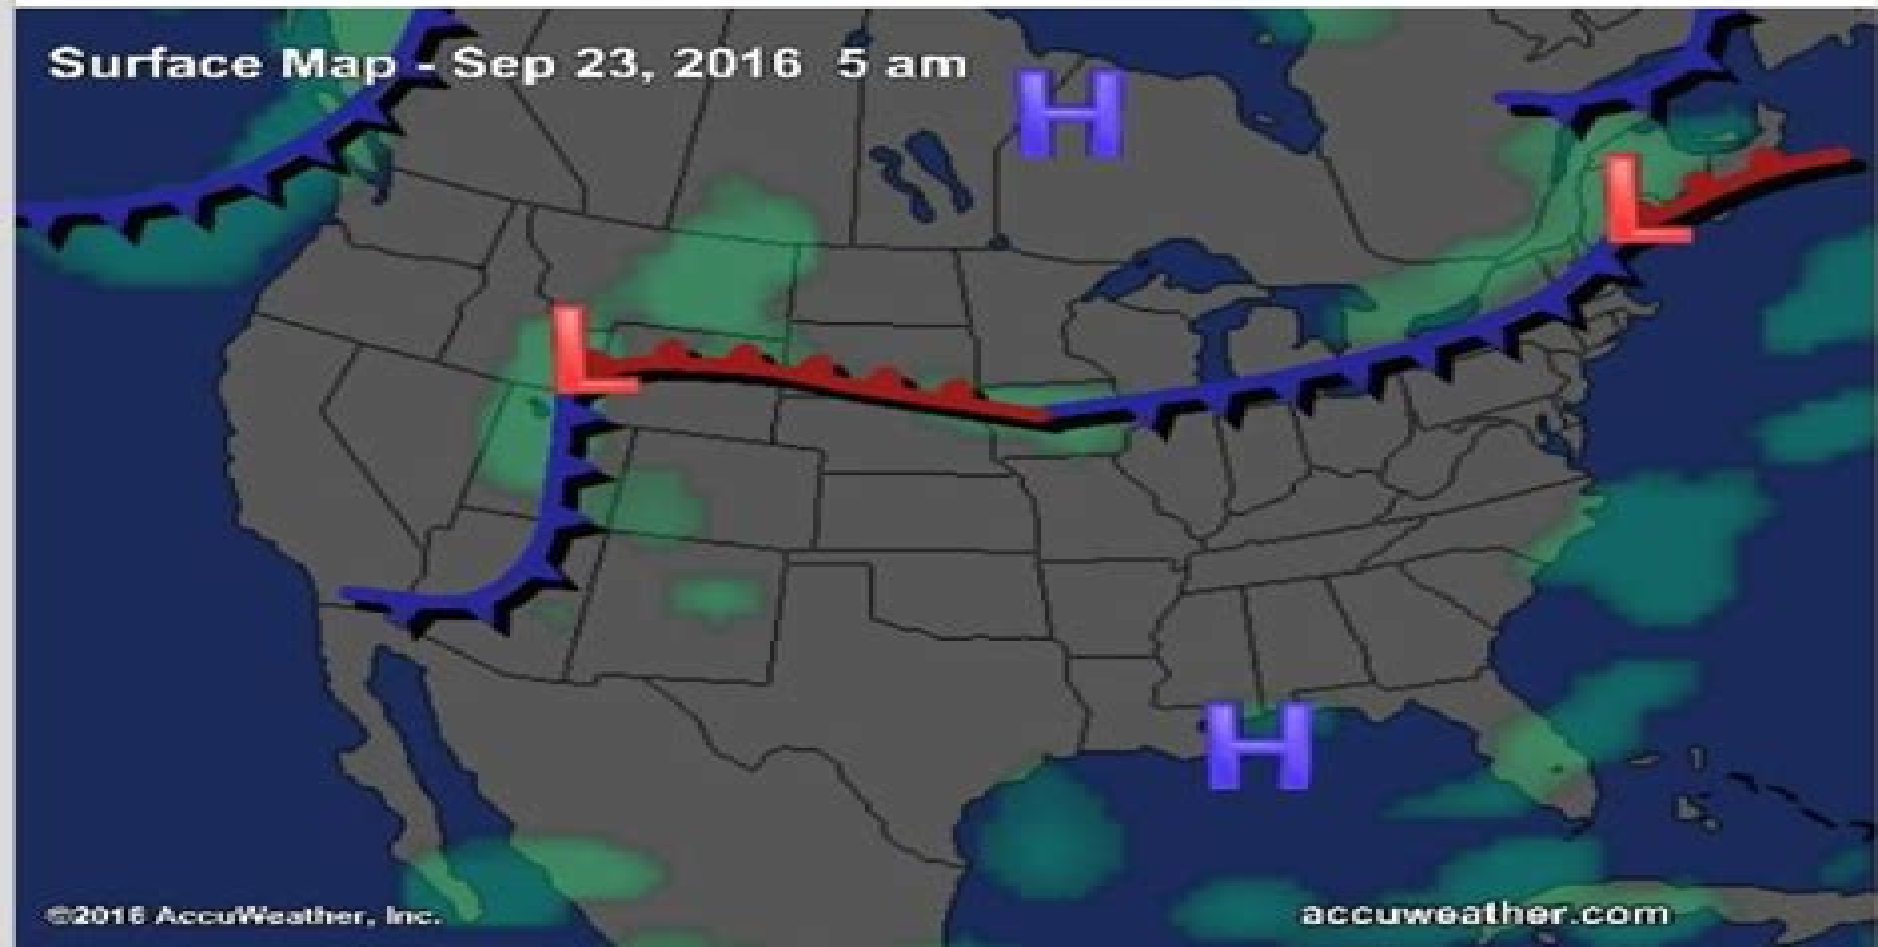 Surface Map - Sep 23, 2016 5 am
H
L
L
H
©2016 AccuWeather, Inc.
accuweather.com